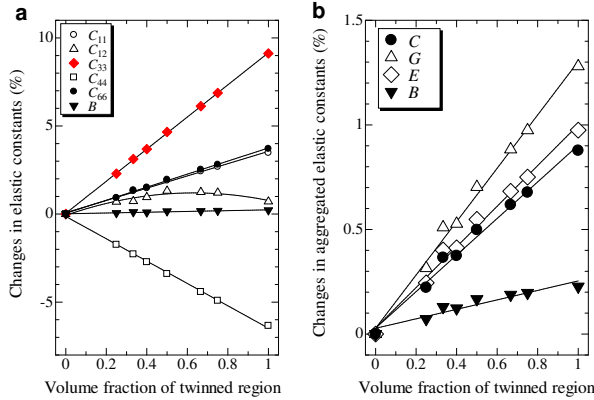 a
Changes in elastic constants (%)
10
5
0
-5
C11
C12
C33
C44
C66
B
0 0.2 0.4 0.6 0.8 1
Volume fraction of twinned region
b
Changes in aggregated elastic constants (%)
1.5
1
0.5
0
C
G
E
B
0 0.2 0.4 0.6 0.8 1
Volume fraction of twinned region